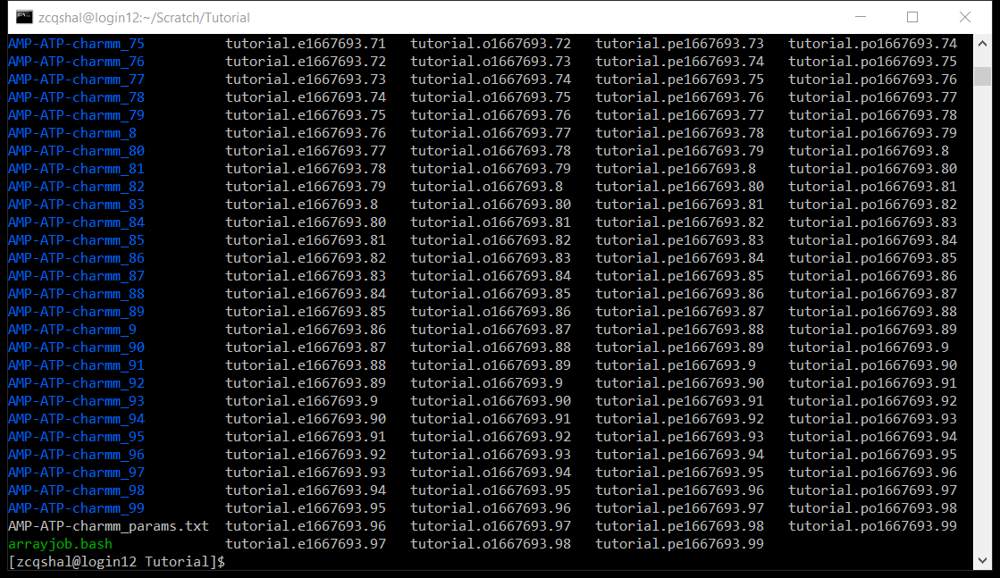 zcqshal@login12:~/Scratch/Tutorial
AMP-ATP-charmm_75 tutorial.e1667693.71 tutorial.o1667693.72 tutorial.pe1667693.73 tutorial.po1667693.74
AMP-ATP-charmm_76 tutorial.e1667693.72 tutorial.o1667693.73 tutorial.pe1667693.74 tutorial.po1667693.75
AMP-ATP-charmm_77 tutorial.e1667693.73 tutorial.o1667693.74 tutorial.pe1667693.75 tutorial.po1667693.76
AMP-ATP-charmm_78 tutorial.e1667693.74 tutorial.o1667693.75 tutorial.pe1667693.76 tutorial.po1667693.77
AMP-ATP-charmm_79 tutorial.e1667693.75 tutorial.o1667693.76 tutorial.pe1667693.77 tutorial.po1667693.78
AMP-ATP-charmm_8 tutorial.e1667693.76 tutorial.o1667693.77 tutorial.pe1667693.78 tutorial.po1667693.79
AMP-ATP-charmm_80 tutorial.e1667693.77 tutorial.o1667693.78 tutorial.pe1667693.79 tutorial.po1667693.8
AMP-ATP-charmm_81 tutorial.e1667693.78 tutorial.o1667693.79 tutorial.pe1667693.8 tutorial.po1667693.80
AMP-ATP-charmm_82 tutorial.e1667693.79 tutorial.o1667693.8 tutorial.pe1667693.80 tutorial.po1667693.81
AMP-ATP-charmm_83 tutorial.e1667693.8 tutorial.o1667693.80 tutorial.pe1667693.81 tutorial.po1667693.82
AMP-ATP-charmm_84 tutorial.e1667693.80 tutorial.o1667693.81 tutorial.pe1667693.82 tutorial.po1667693.83
AMP-ATP-charmm_85 tutorial.e1667693.81 tutorial.o1667693.82 tutorial.pe1667693.83 tutorial.po1667693.84
AMP-ATP-charmm_86 tutorial.e1667693.82 tutorial.o1667693.83 tutorial.pe1667693.84 tutorial.po1667693.85
AMP-ATP-charmm_87 tutorial.e1667693.83 tutorial.o1667693.84 tutorial.pe1667693.85 tutorial.po1667693.86
AMP-ATP-charmm_88 tutorial.e1667693.84 tutorial.o1667693.85 tutorial.pe1667693.86 tutorial.po1667693.87
AMP-ATP-charmm_89 tutorial.e1667693.85 tutorial.o1667693.86 tutorial.pe1667693.87 tutorial.po1667693.88
AMP-ATP-charmm_9 tutorial.e1667693.86 tutorial.o1667693.87 tutorial.pe1667693.88 tutorial.po1667693.89
AMP-ATP-charmm_90 tutorial.e1667693.87 tutorial.o1667693.88 tutorial.pe1667693.89 tutorial.po1667693.9
AMP-ATP-charmm_91 tutorial.e1667693.88 tutorial.o1667693.89 tutorial.pe1667693.9 tutorial.po1667693.90
AMP-ATP-charmm_92 tutorial.e1667693.89 tutorial.o1667693.9 tutorial.pe1667693.90 tutorial.po1667693.91
AMP-ATP-charmm_93 tutorial.e1667693.9 tutorial.o1667693.90 tutorial.pe1667693.91 tutorial.po1667693.92
AMP-ATP-charmm_94 tutorial.e1667693.90 tutorial.o1667693.91 tutorial.pe1667693.92 tutorial.po1667693.93
AMP-ATP-charmm_95 tutorial.e1667693.91 tutorial.o1667693.92 tutorial.pe1667693.93 tutorial.po1667693.94
AMP-ATP-charmm_96 tutorial.e1667693.92 tutorial.o1667693.93 tutorial.pe1667693.94 tutorial.po1667693.95
AMP-ATP-charmm_97 tutorial.e1667693.93 tutorial.o1667693.94 tutorial.pe1667693.95 tutorial.po1667693.96
AMP-ATP-charmm_98 tutorial.e1667693.94 tutorial.o1667693.95 tutorial.pe1667693.96 tutorial.po1667693.97
AMP-ATP-charmm_99 tutorial.e1667693.95 tutorial.o1667693.96 tutorial.pe1667693.97 tutorial.po1667693.98
AMP-ATP-charmm_params.txt tutorial.e1667693.96 tutorial.o1667693.97 tutorial.pe1667693.98 tutorial.po1667693.99
arrayjob.bash tutorial.e1667693.97 tutorial.o1667693.98 tutorial.pe1667693.99
[zcqshal@login12 Tutorial]$